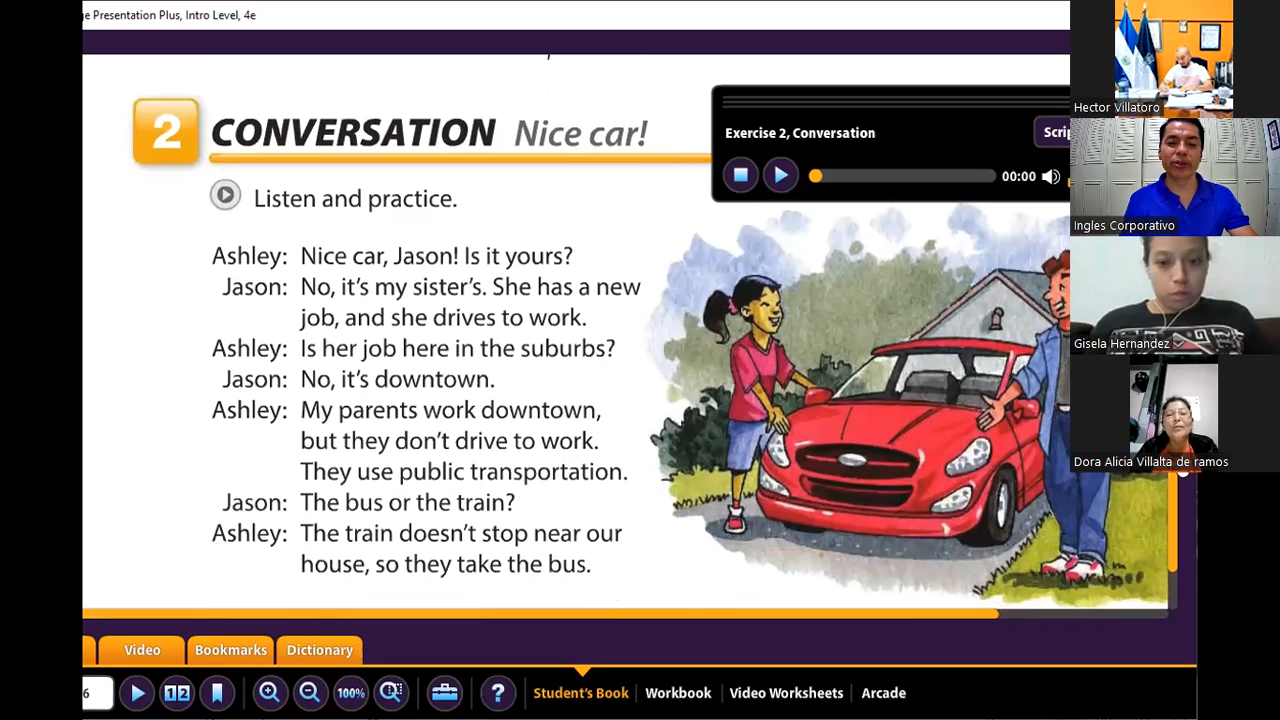 ge Presentation Plus, Intro Level, 4e
2 CONVERSATION Nice car!
Exercise 2, Conversation
Scrip
00:00
Listen and practice.
Ashley: Nice car, Jason! Is it yours?
Jason: No, it's my sister's. She has a new
job, and she drives to work.
Ashley: Is her job here in the suburbs?
Jason: No, it's downtown.
Ashley: My parents work downtown,
but they don't drive to work.
They use public transportation.
Jason: The bus or the train?
Ashley: The train doesn't stop near our
house, so they take the bus.
Hector Villatoro
Ingles Corporativo
Gisela Hernandez
Dora Alicia Villalta de ramos
Video Bookmarks Dictionary
6 12 100% ? Student's Book Workbook Video Worksheets Arcade